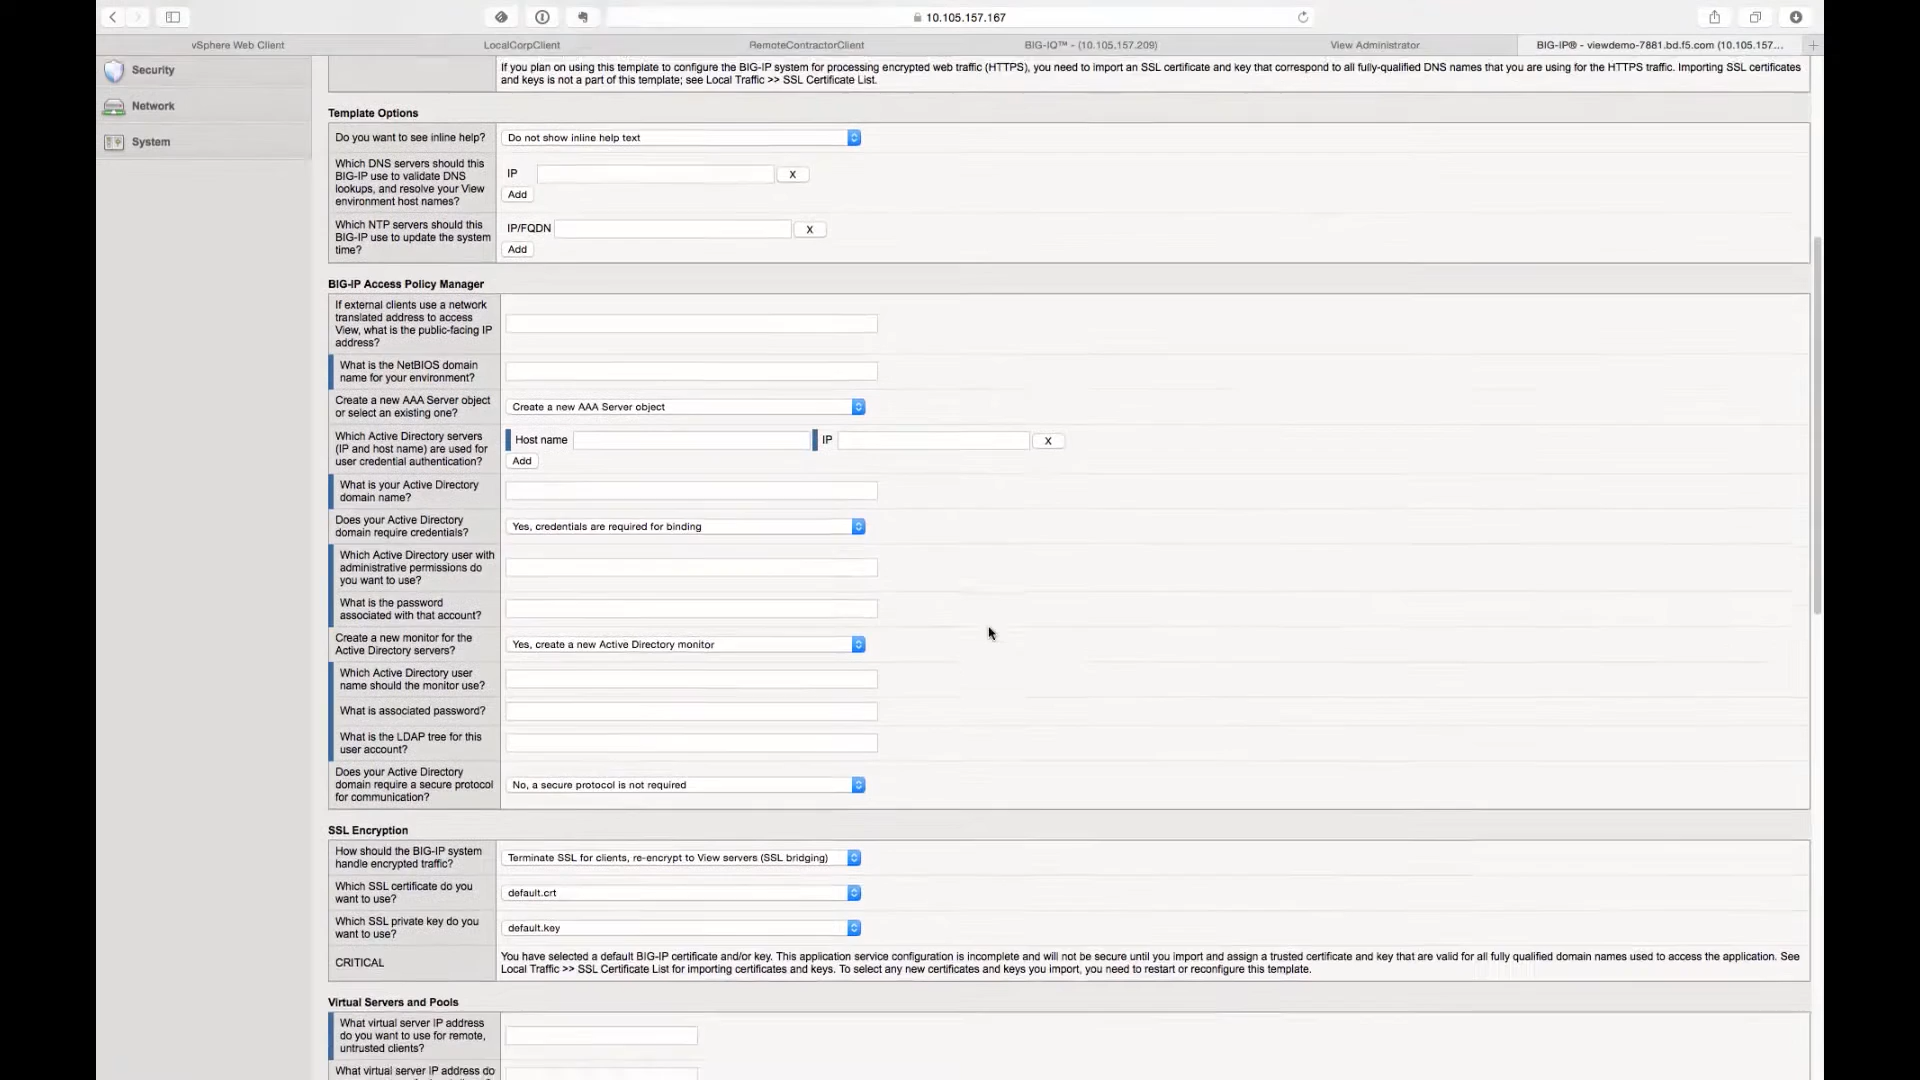 10.105.157.167
vSphere Web Client
LocalCorpClient
RemoteContractorClient
BIG-IQ™ - (10.105.157.209)
View Administrator
BIG-IP® - viewdemo-7881.bd.f5.com (10.105.157...
Security
Network
System
If you plan on using this template to configure the BIG-IP system for processing encrypted web traffic (HTTPS), you need to import an SSL certificate and key that correspond to all fully-qualified DNS names that you are using for the HTTPS traffic. Importing SSL certificates
and keys is not a part of this template; see Local Traffic >> SSL Certificate List.
Template Options
Do you want to see inline help?
Do not show inline help text
Which DNS servers should this
BIG-IP use to validate DNS
lookups, and resolve your View
environment host names?
IP
X
Add
Which NTP servers should this
BIG-IP use to update the system
time?
IP/FQDN
X
Add
BIG-IP Access Policy Manager
If external clients use a network
translated address to access
View, what is the public-facing IP
address?
What is the NetBIOS domain
name for your environment?
Create a new AAA Server object
or select an existing one?
Create a new AAA Server object
Which Active Directory servers
(IP and host name) are used for
user credential authentication?
Host name
IP
X
Add
What is your Active Directory
domain name?
Does your Active Directory
domain require credentials?
Yes, credentials are required for binding
Which Active Directory user with
administrative permissions do
you want to use?
What is the password
associated with that account?
Create a new monitor for the
Active Directory servers?
Yes, create a new Active Directory monitor
Which Active Directory user
name should the monitor use?
What is associated password?
What is the LDAP tree for this
user account?
Does your Active Directory
domain require a secure protocol
for communication?
No, a secure protocol is not required
SSL Encryption
How should the BIG-IP system
handle encrypted traffic?
Terminate SSL for clients, re-encrypt to View servers (SSL bridging)
Which SSL certificate do you
want to use?
default.crt
Which SSL private key do you
want to use?
default.key
CRITICAL
You have selected a default BIG-IP certificate and/or key. This application service configuration is incomplete and will not be secure until you import and assign a trusted certificate and key that are valid for all fully qualified domain names used to access the application. See
Local Traffic >> SSL Certificate List for importing certificates and keys. To select any new certificates and keys you import, you need to restart or reconfigure this template.
Virtual Servers and Pools
What virtual server IP address
do you want to use for remote,
untrusted clients?
What virtual server IP address do